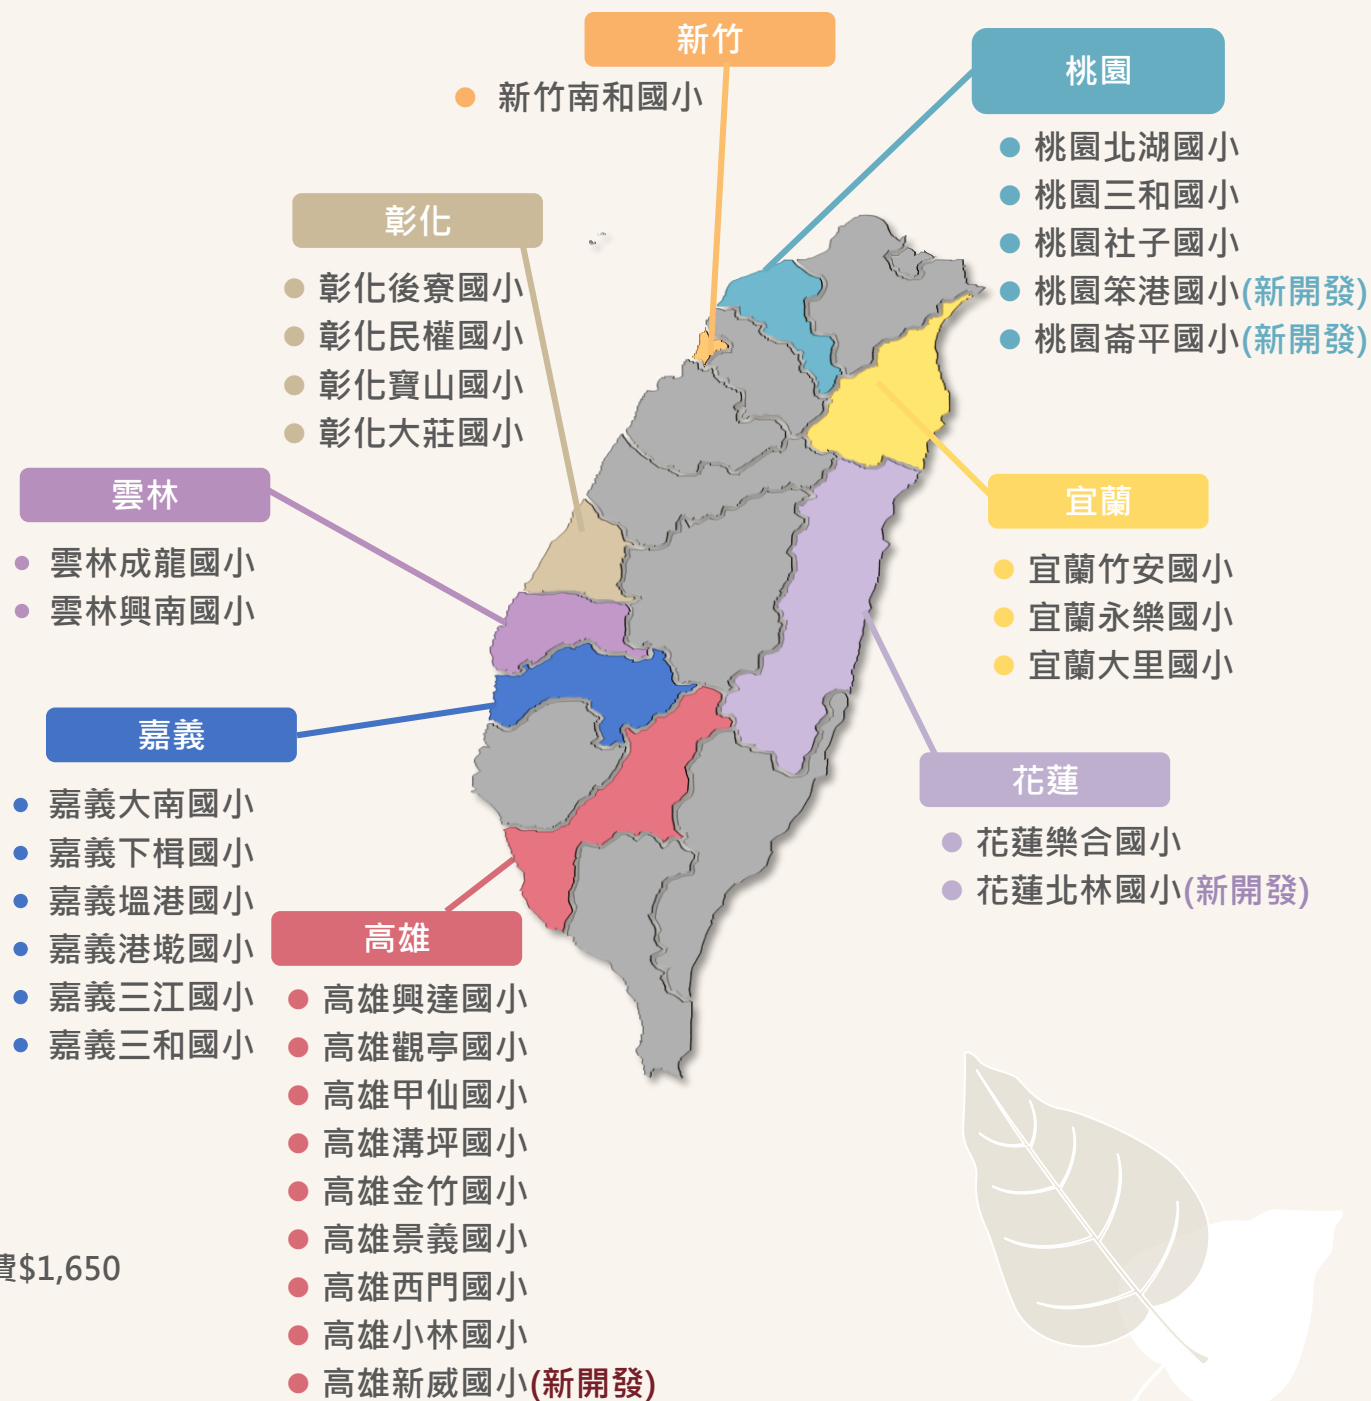 新竹
新竹南和國小
桃園
桃園北湖國小
桃園三和國小
桃園社子國小
桃園笨港國小(新開發)
桃園崙平國小(新開發)
彰化
彰化後寮國小
彰化民權國小
彰化寶山國小
彰化大莊國小
雲林
雲林成龍國小
雲林興南國小
宜蘭
宜蘭竹安國小
宜蘭永樂國小
宜蘭大里國小
嘉義
嘉義大南國小
嘉義下楫國小
嘉義塭港國小
嘉義港墘國小
嘉義三江國小
嘉義三和國小
花蓮
花蓮樂合國小
花蓮北林國小(新開發)
高雄
高雄興達國小
高雄觀亭國小
高雄甲仙國小
高雄溝坪國小
高雄金竹國小
高雄景義國小
高雄西門國小
高雄小林國小
高雄新威國小(新開發)
費$1,650